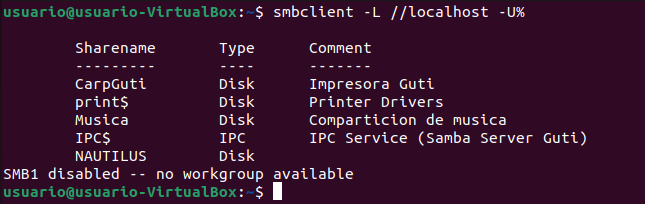 usuario@usuario-VirtualBox:~$ smbclient -L //localhost -U%
Sharename Type Comment
--------- ---- -------
CarpGuti Disk Impresora Guti
print$ Disk Printer Drivers
Musica Disk Comparticion de musica
IPC$ IPC IPC Service (Samba Server Guti)
NAUTILUS Disk
SMB1 disabled -- no workgroup available
usuario@usuario-VirtualBox:~$